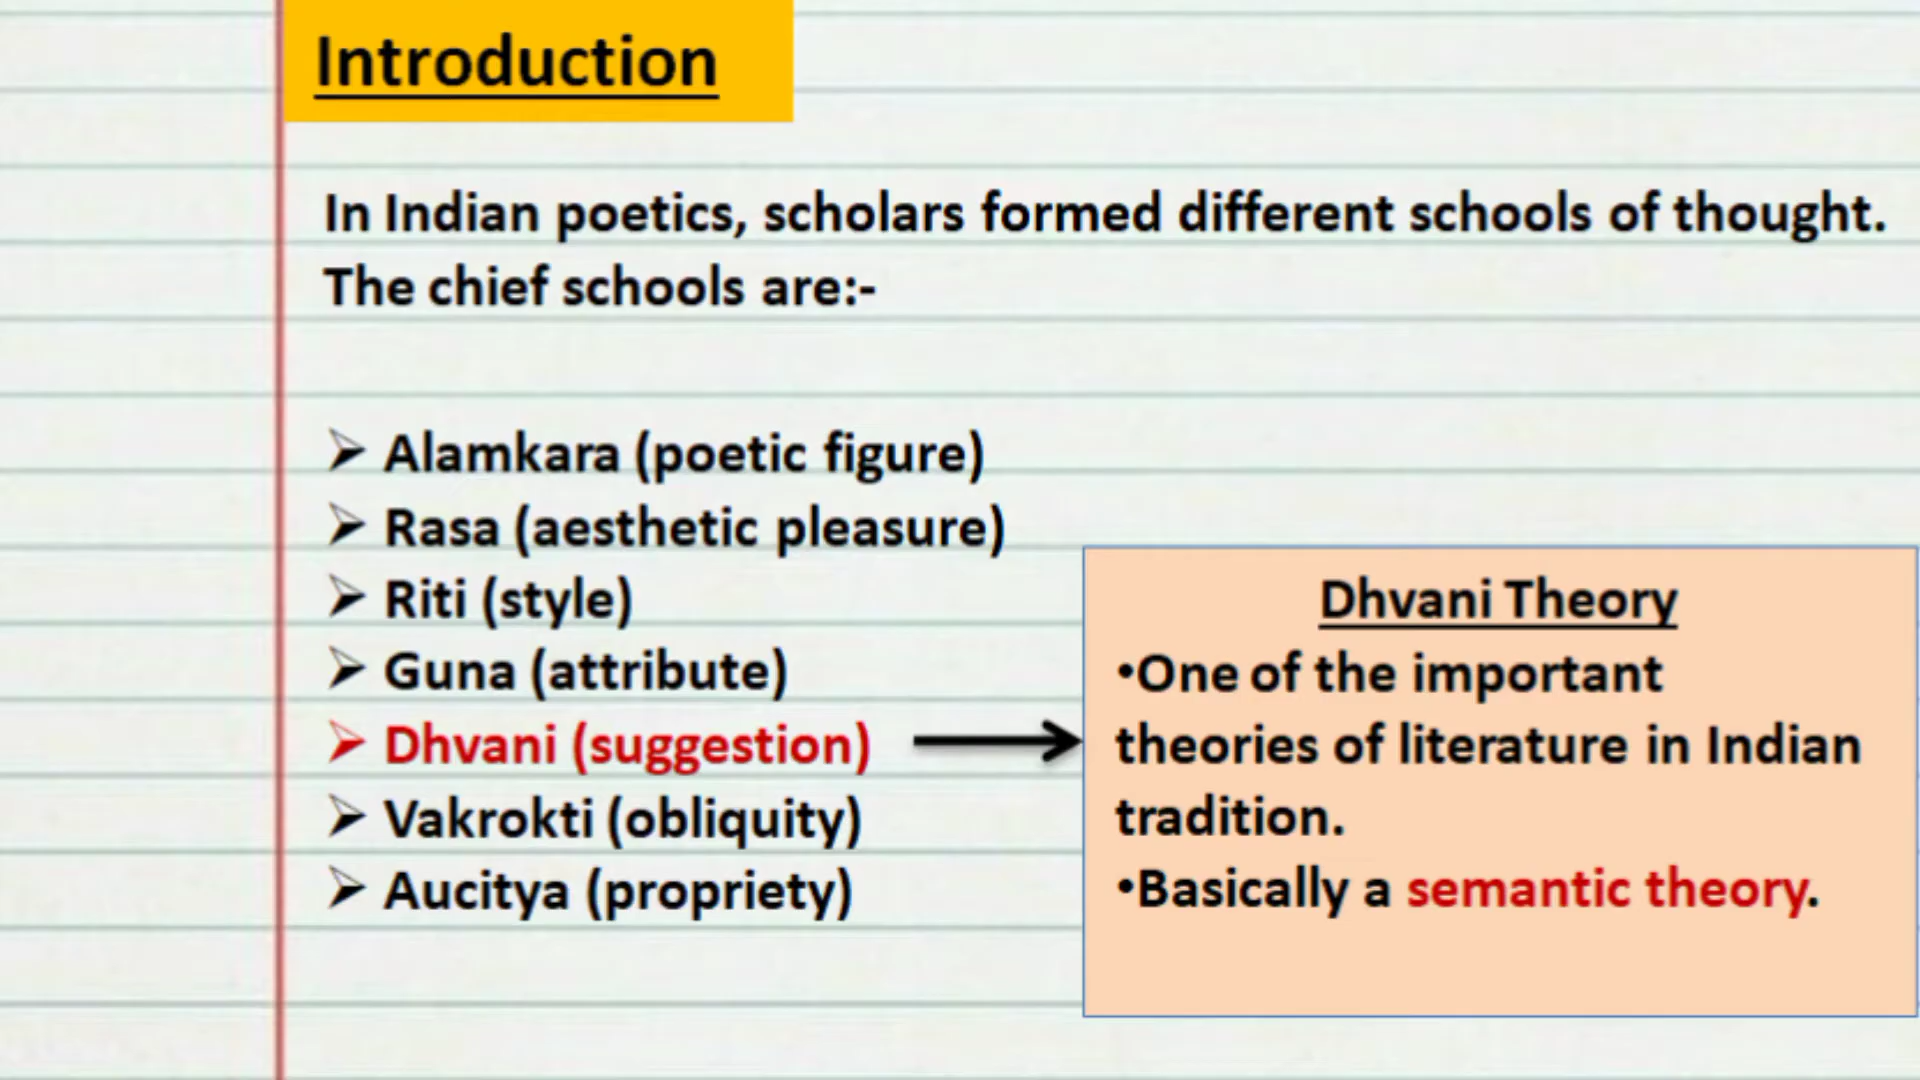 Introduction
In Indian poetics, scholars formed different schools of thought.
The chief schools are:-
➢ Alamkara (poetic figure)
➢ Rasa (aesthetic pleasure)
➢ Riti (style)
➢ Guna (attribute)
➢ Dhvani (suggestion)
➢ Vakrokti (obliquity)
➢ Aucitya (propriety)
Dhvani Theory
•One of the important
theories of literature in Indian
tradition.
•Basically a semantic theory.